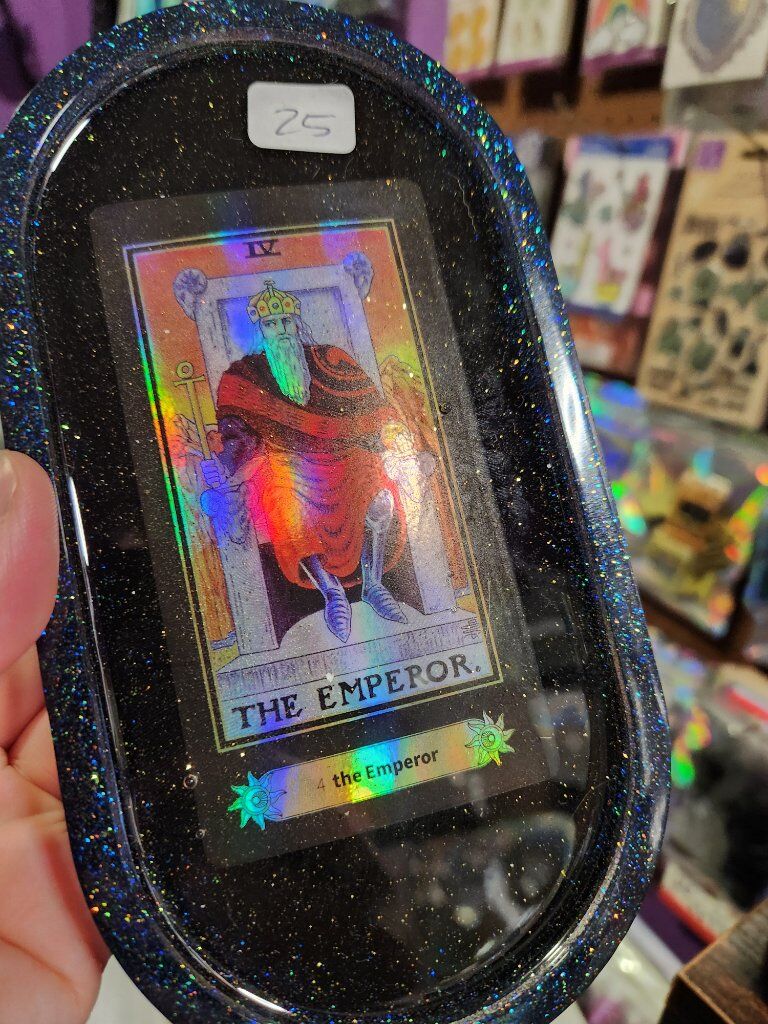 25
IV
THE EMPEROR.
4 the Emperor